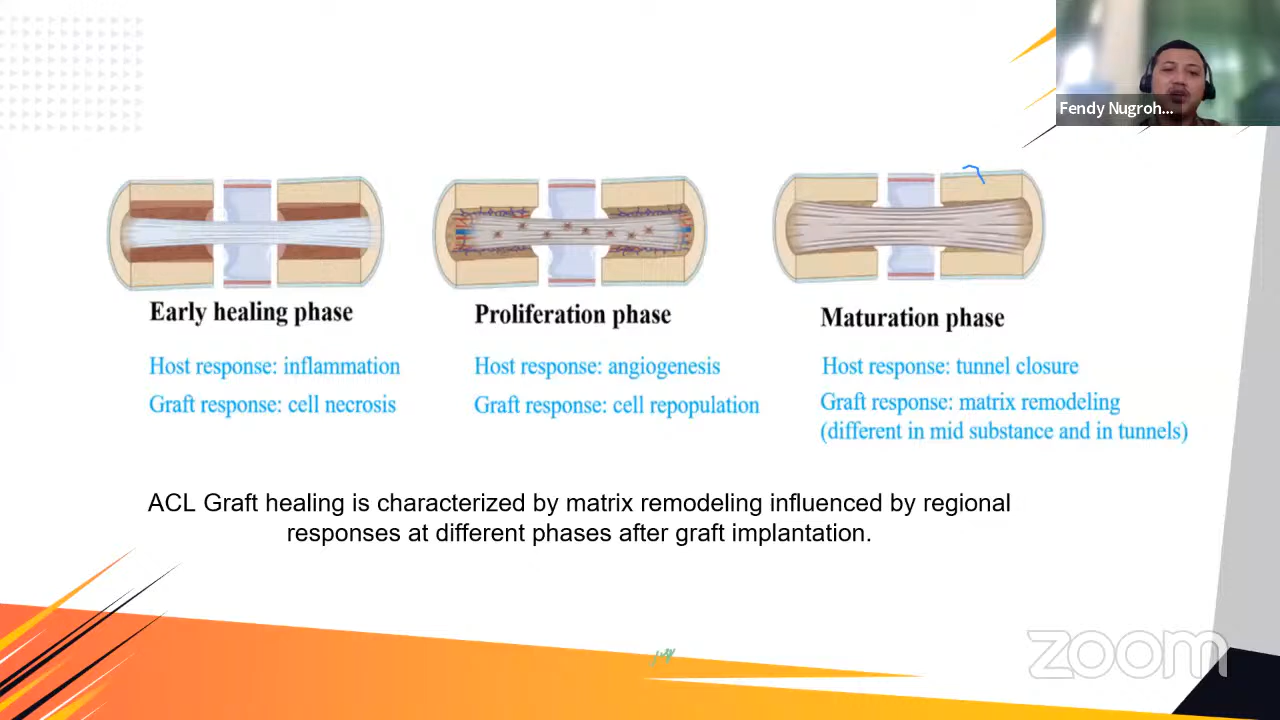 Fendy Nugroh...
Early healing phase
Host response: inflammation
Graft response: cell necrosis
Proliferation phase
Host response: angiogenesis
Graft response: cell repopulation
Maturation phase
Host response: tunnel closure
Graft response: matrix remodeling
(different in mid substance and in tunnels)
ACL Graft healing is characterized by matrix remodeling influenced by regional
responses at different phases after graft implantation.
zoom